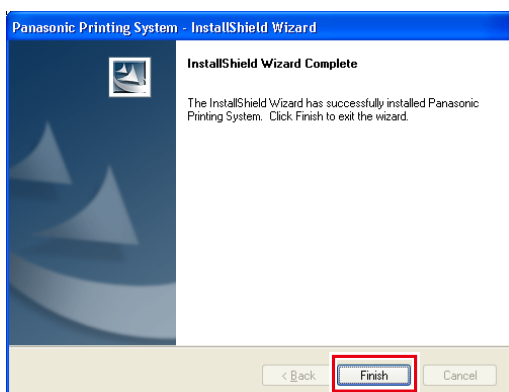 Panasonic Printing System - InstallShield Wizard
InstallShield Wizard Complete
The InstallShield Wizard has successfully installed Panasonic
Printing System. Click Finish to exit the wizard.
< Back
Finish
Cancel